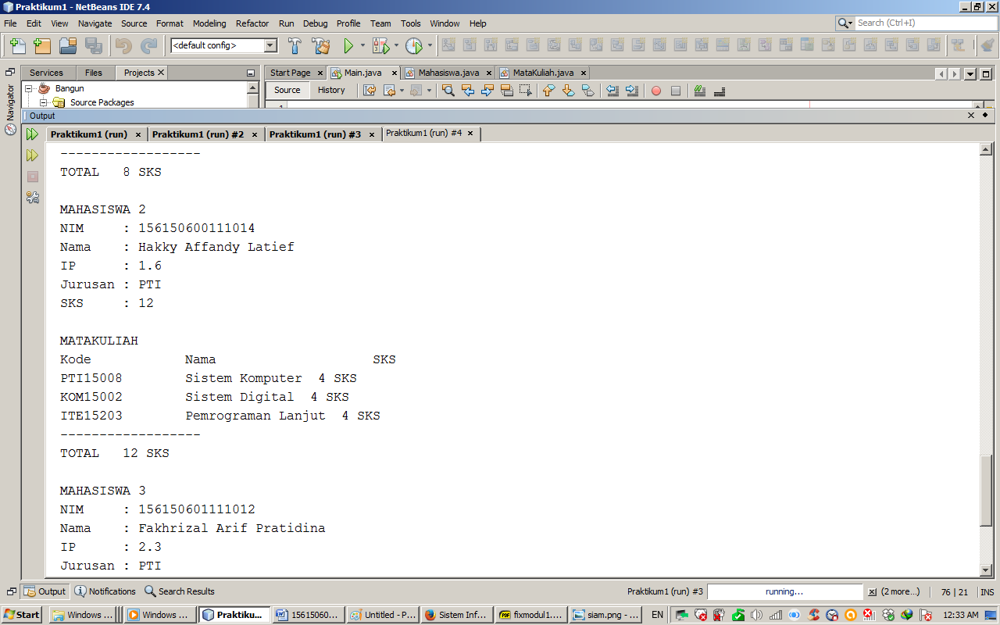 Praktikum1 - NetBeans IDE 7.4
File Edit View Navigate Source Format Modeling Refactor Run Debug Profile Team Tools Window Help
Search (Ctrl+I)
<default config>
Services Files Projects
Start Page Main.java Mahasiswa.java MataKuliah.java
Navigator
Bangun
Source Packages
Source History
1
Output
Praktikum1 (run) Praktikum1 (run) #2 Praktikum1 (run) #3 Praktikum1 (run) #4
------------------
TOTAL   8 SKS
MAHASISWA 2
NIM     : 156150600111014
Nama    : Hakky Affandy Latief
IP      : 1.6
Jurusan : PTI
SKS     : 12
MATAKULIAH
Kode            Nama                    SKS
PTI15008        Sistem Komputer  4 SKS
KOM15002        Sistem Digital  4 SKS
ITE15203        Pemrograman Lanjut  4 SKS
------------------
TOTAL   12 SKS
MAHASISWA 3
NIM     : 156150601111012
Nama    : Fakhrizal Arif Pratidina
IP      : 2.3
Jurusan : PTI
Output Notifications Search Results
Praktikum1 (run) #3 running... (2 more...) 76 | 21 INS
Start Windows ... Windows ... Praktiku... 15615060... Untitled - P... Sistem Inf... fixmodul1.... siam.png - ... EN 12:33 AM